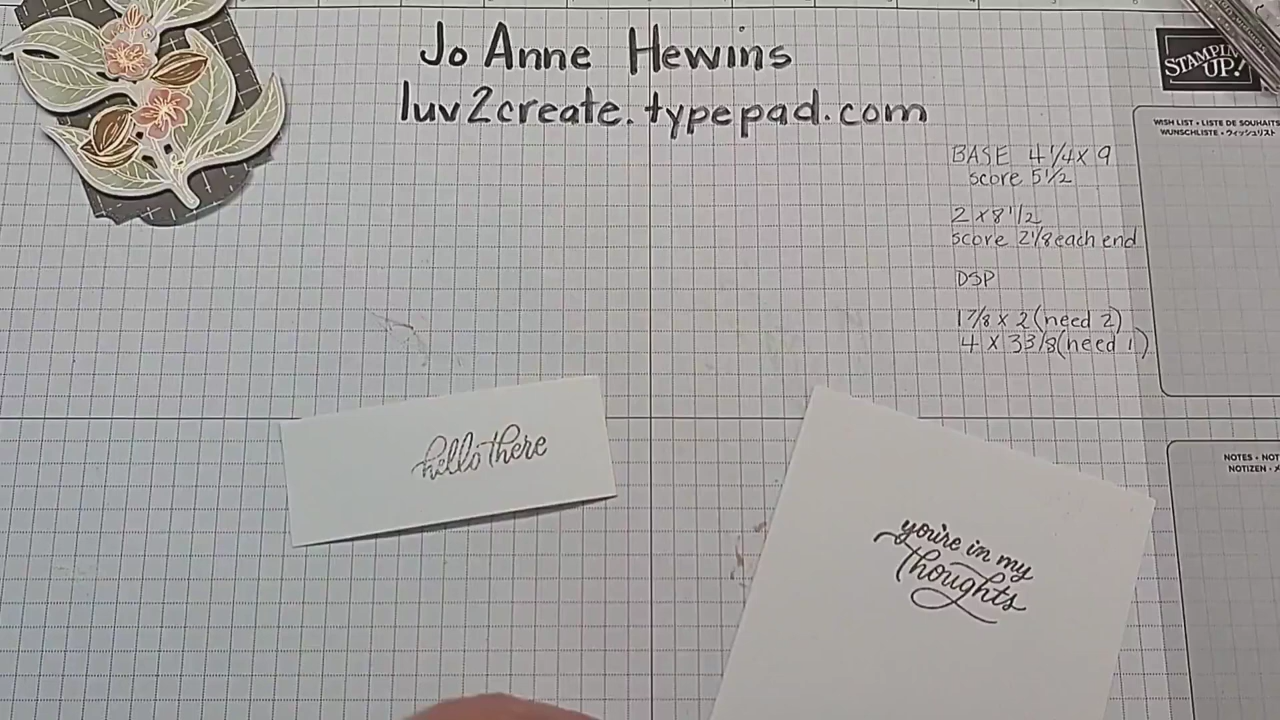 Jo Anne Hewins
luv2create.typepad.com
STAMPIN'
UP!
WISH LIST • LISTE DE SOUHAITS
WUNSCHLISTE • ウィッシュリスト
BASE 4 1/4 X 9
score 5 1/2
2 X 8 1/2
score 2 1/8 each end
DSP
1 7/8 X 2 (need 2)
4 X 3 3/8 (need 1)
hello there
NOTES • NOT
NOTIZEN •
you're in my
thoughts